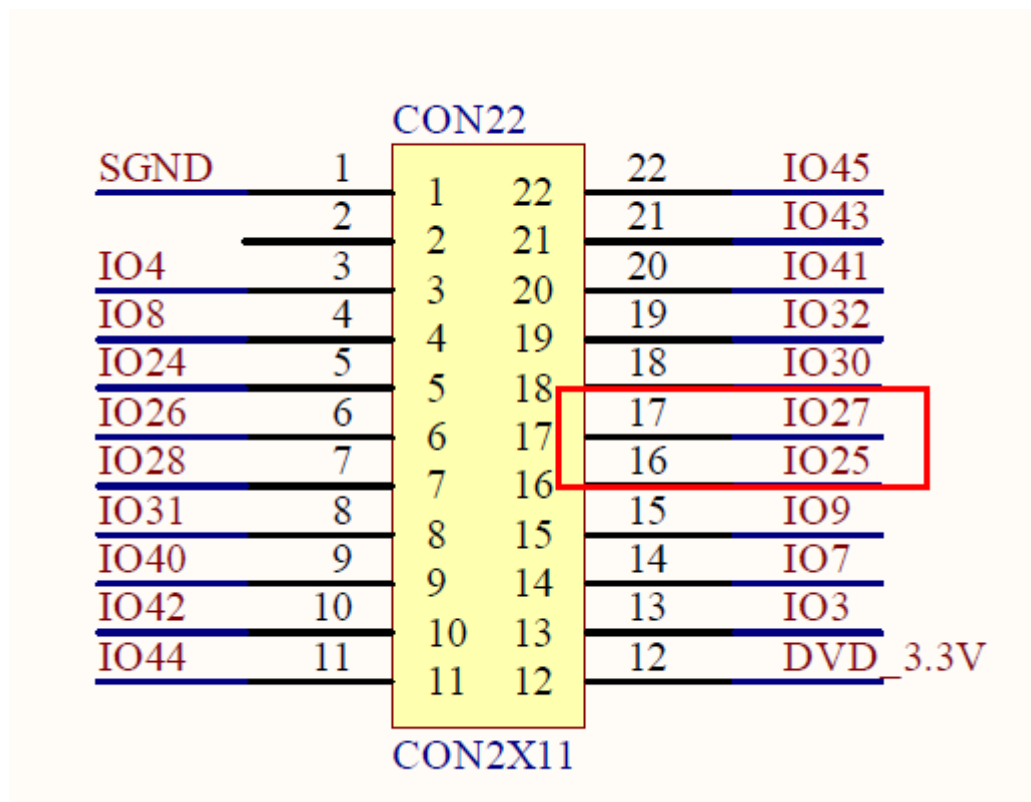 CON22
SGND 1 1 22 22 IO45
2 2 21 21 IO43
IO4 3 3 20 20 IO41
IO8 4 4 19 19 IO32
IO24 5 5 18 18 IO30
IO26 6 6 17 17 IO27
IO28 7 7 16 16 IO25
IO31 8 8 15 15 IO9
IO40 9 9 14 14 IO7
IO42 10 10 13 13 IO3
IO44 11 11 12 12 DVD_3.3V
CON2X11